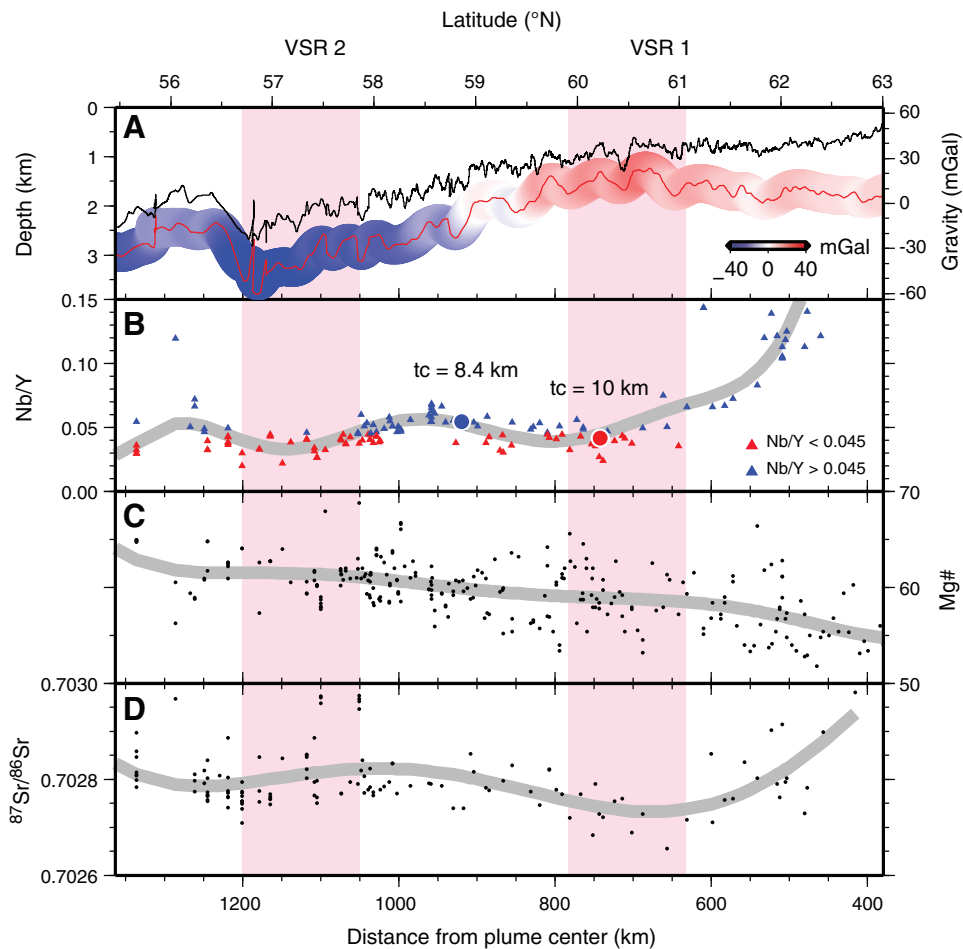 Latitude (°N)
VSR 2 VSR 1
56 57 58 59 60 61 62 63
A
Depth (km)
0
1
2
3
Gravity (mGal)
60
30
0
−30
−60
mGal
−40 0 40
B
Nb/Y
0.15
0.10
0.05
0.00
tc = 8.4 km
tc = 10 km
Nb/Y < 0.045
Nb/Y > 0.045
C
Mg#
70
60
50
D
87Sr/86Sr
0.7030
0.7028
0.7026
1200 1000 800 600 400
Distance from plume center (km)